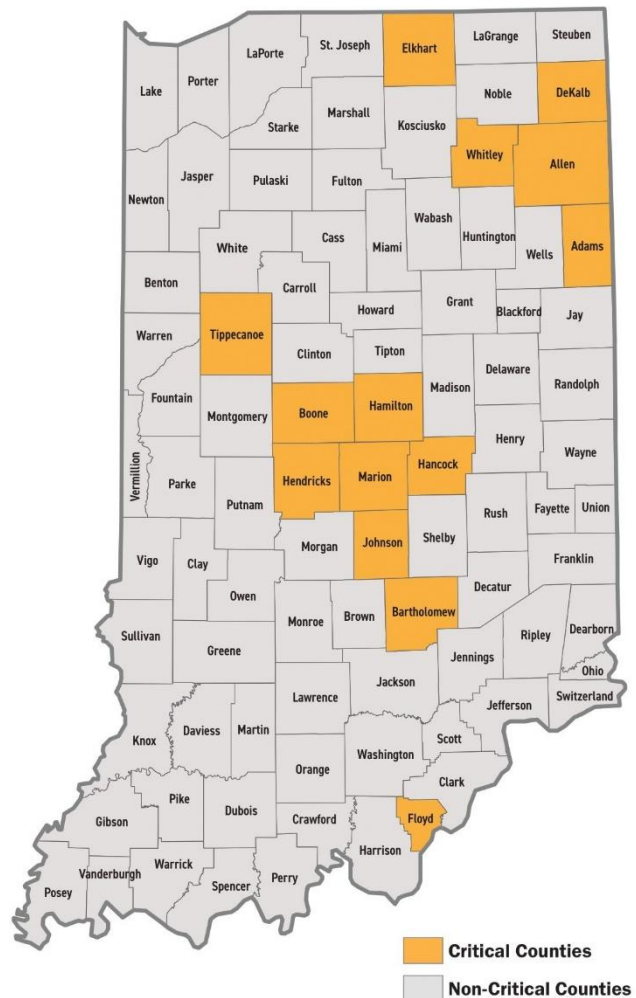 St. Joseph
Elkhart
LaGrange
Steuben
LaPorte
Porter
Lake
Noble
DeKalb
Marshall
Kosciusko
Starke
Whitley
Allen
Jasper
Pulaski
Fulton
Newton
Wabash
Huntington
Wells
Adams
White
Cass
Miami
Benton
Carroll
Howard
Grant
Blackford
Jay
Warren
Tippecanoe
Clinton
Tipton
Delaware
Randolph
Fountain
Montgomery
Boone
Hamilton
Madison
Henry
Wayne
Vermillion
Parke
Putnam
Hendricks
Marion
Hancock
Rush
Fayette
Union
Morgan
Johnson
Shelby
Vigo
Clay
Franklin
Owen
Decatur
Monroe
Brown
Bartholomew
Sullivan
Greene
Ripley
Dearborn
Jennings
Ohio
Lawrence
Jackson
Jefferson
Switzerland
Knox
Daviess
Martin
Washington
Scott
Orange
Clark
Gibson
Pike
Dubois
Crawford
Floyd
Harrison
Posey
Vanderburgh
Warrick
Spencer
Perry
Critical Counties
Non-Critical Counties